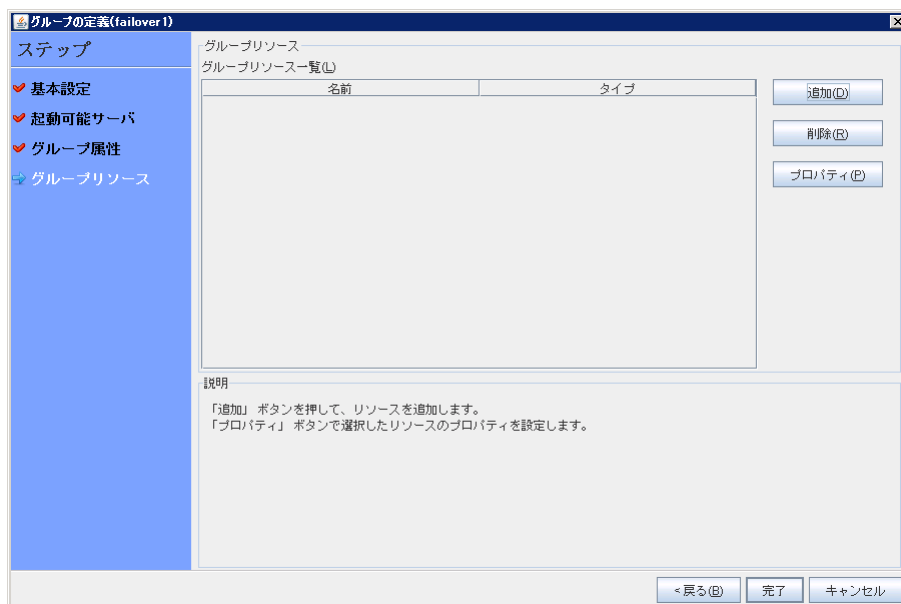 グループの定義(failover1)
ステップ
基本設定
起動可能サーバ
グループ属性
グループリソース
グループリソース
グループリソース一覧(L)
名前 タイプ
追加(D)
削除(R)
プロパティ(P)
説明
「追加」 ボタンを押して、リソースを追加します。
「プロパティ」 ボタンで選択したリソースのプロパティを設定します。
<戻る(B) 完了 キャンセル